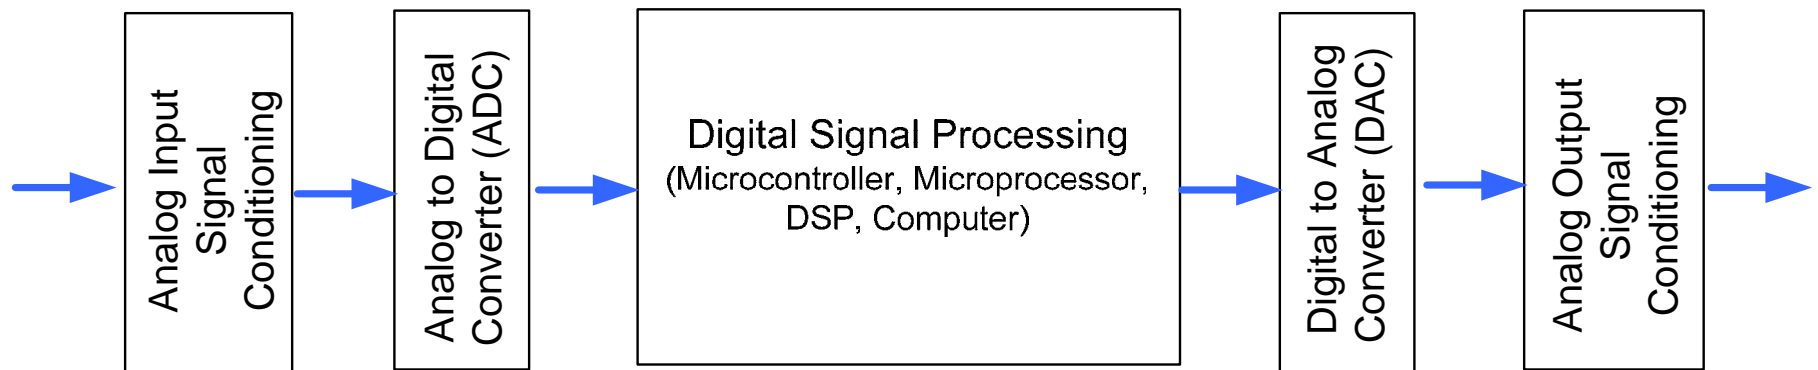 Analog Input
Signal
Conditioning
Analog to Digital
Converter (ADC)
Digital Signal Processing
(Microcontroller, Microprocessor,
DSP, Computer)
Digital to Analog
Converter (DAC)
Analog Output
Signal
Conditioning